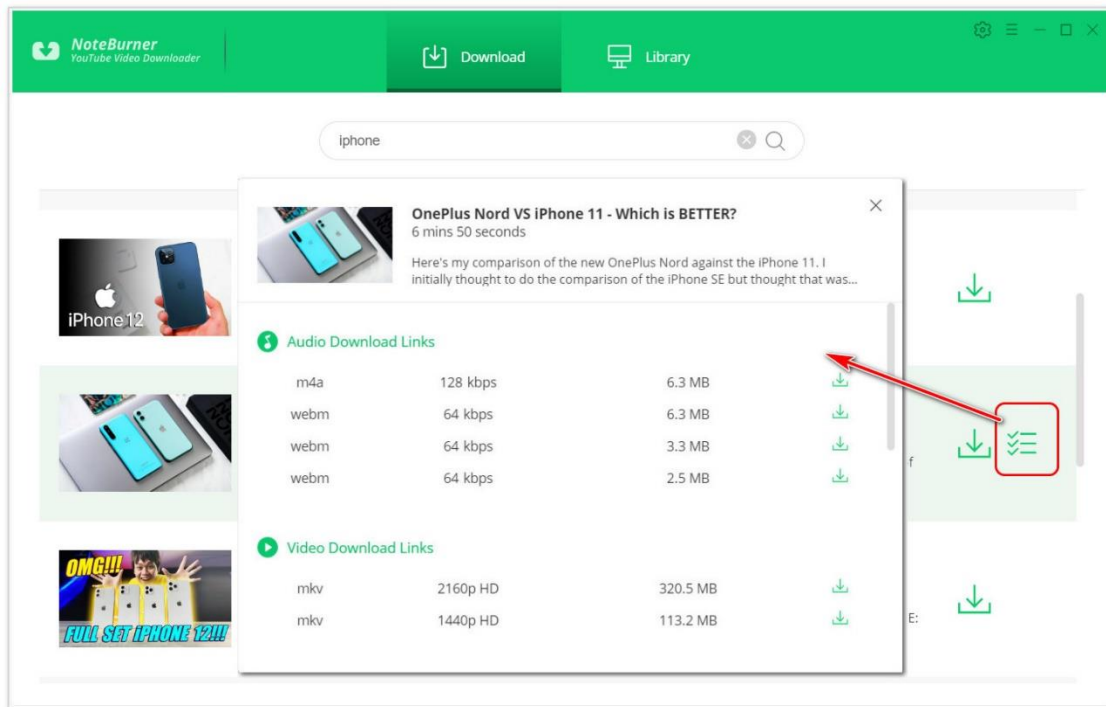 NoteBurner
YouTube Video Downloader
Download
Library
iphone
OnePlus Nord VS iPhone 11 - Which is BETTER?
6 mins 50 seconds
Here's my comparison of the new OnePlus Nord against the iPhone 11. I
initially thought to do the comparison of the iPhone SE but thought that was...
iPhone 12
Audio Download Links
m4a 128 kbps 6.3 MB
webm 64 kbps 6.3 MB
webm 64 kbps 3.3 MB
webm 64 kbps 2.5 MB
f
Video Download Links
mkv 2160p HD 320.5 MB
mkv 1440p HD 113.2 MB
E:
OMG!!!
FULL SET iPHONE 12!!!